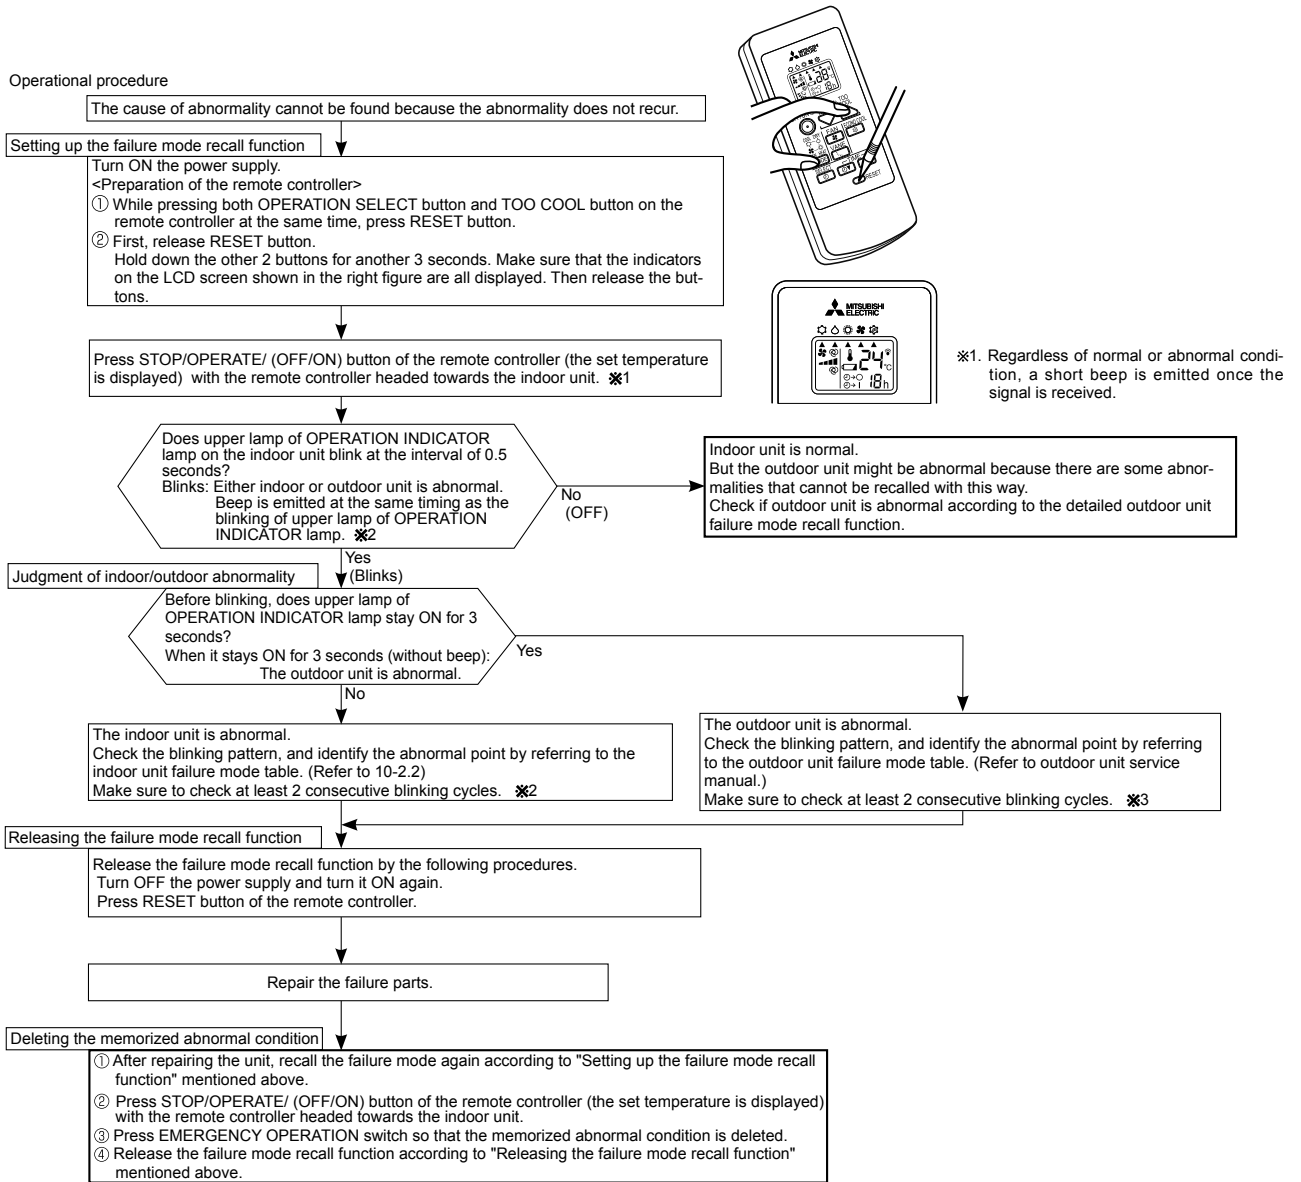 Operational procedure
The cause of abnormality cannot be found because the abnormality does not recur.
Setting up the failure mode recall function
Turn ON the power supply.
<Preparation of the remote controller>
① While pressing both OPERATION SELECT button and TOO COOL button on the
remote controller at the same time, press RESET button.
② First, release RESET button.
Hold down the other 2 buttons for another 3 seconds. Make sure that the indicators
on the LCD screen shown in the right figure are all displayed. Then release the but-
tons.
MITSUBISHI
ELECTRIC
TOO
COOL
FAN
ECONO COOL
VANE
SELECT
RESET
MITSUBISHI
ELECTRIC
24°C
18h
※1. Regardless of normal or abnormal condi-
tion, a short beep is emitted once the
signal is received.
Press STOP/OPERATE/ (OFF/ON) button of the remote controller (the set temperature
is displayed) with the remote controller headed towards the indoor unit. ※1
Does upper lamp of OPERATION INDICATOR
lamp on the indoor unit blink at the interval of 0.5
seconds?
Blinks: Either indoor or outdoor unit is abnormal.
Beep is emitted at the same timing as the
blinking of upper lamp of OPERATION
INDICATOR lamp. ※2
No
(OFF)
Indoor unit is normal.
But the outdoor unit might be abnormal because there are some abnor-
malities that cannot be recalled with this way.
Check if outdoor unit is abnormal according to the detailed outdoor unit
failure mode recall function.
Yes
(Blinks)
Judgment of indoor/outdoor abnormality
Before blinking, does upper lamp of
OPERATION INDICATOR lamp stay ON for 3
seconds?
When it stays ON for 3 seconds (without beep):
The outdoor unit is abnormal.
Yes
No
The indoor unit is abnormal.
Check the blinking pattern, and identify the abnormal point by referring to the
indoor unit failure mode table. (Refer to 10-2.2)
Make sure to check at least 2 consecutive blinking cycles. ※2
The outdoor unit is abnormal.
Check the blinking pattern, and identify the abnormal point by referring
to the outdoor unit failure mode table. (Refer to outdoor unit service
manual.)
Make sure to check at least 2 consecutive blinking cycles. ※3
Releasing the failure mode recall function
Release the failure mode recall function by the following procedures.
Turn OFF the power supply and turn it ON again.
Press RESET button of the remote controller.
Repair the failure parts.
Deleting the memorized abnormal condition
① After repairing the unit, recall the failure mode again according to "Setting up the failure mode recall
function" mentioned above.
② Press STOP/OPERATE/ (OFF/ON) button of the remote controller (the set temperature is displayed)
with the remote controller headed towards the indoor unit.
③ Press EMERGENCY OPERATION switch so that the memorized abnormal condition is deleted.
④ Release the failure mode recall function according to "Releasing the failure mode recall function"
mentioned above.